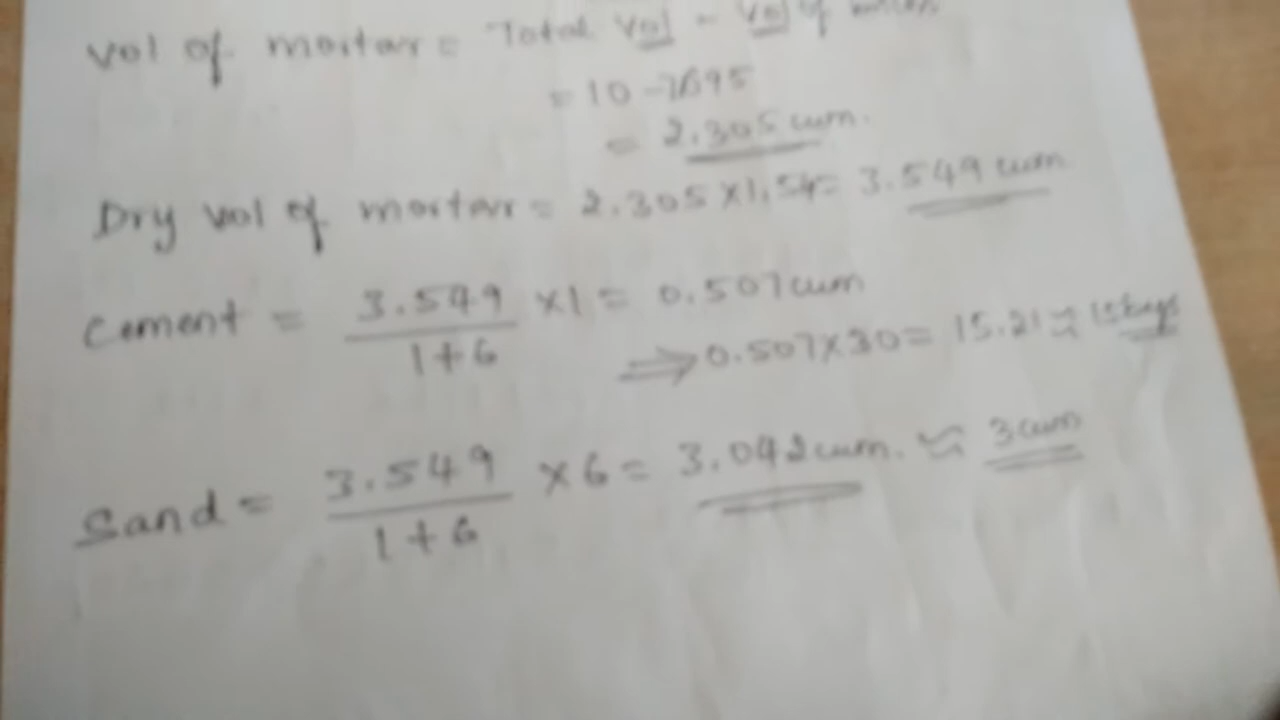 Vol of mortar = Total Vol - Vol of
= 10 - 7.695
= 2.305 cum.
Dry vol of mortar = 2.305 x 1.54 = 3.549 cum
Cement = 3.549 / 1+6 x 1 = 0.507 cum
⇒ 0.507 x 30 = 15.21 ≈ 15 bags
Sand = 3.549 / 1+6 x 6 = 3.042 cum. ≈ 3 cum